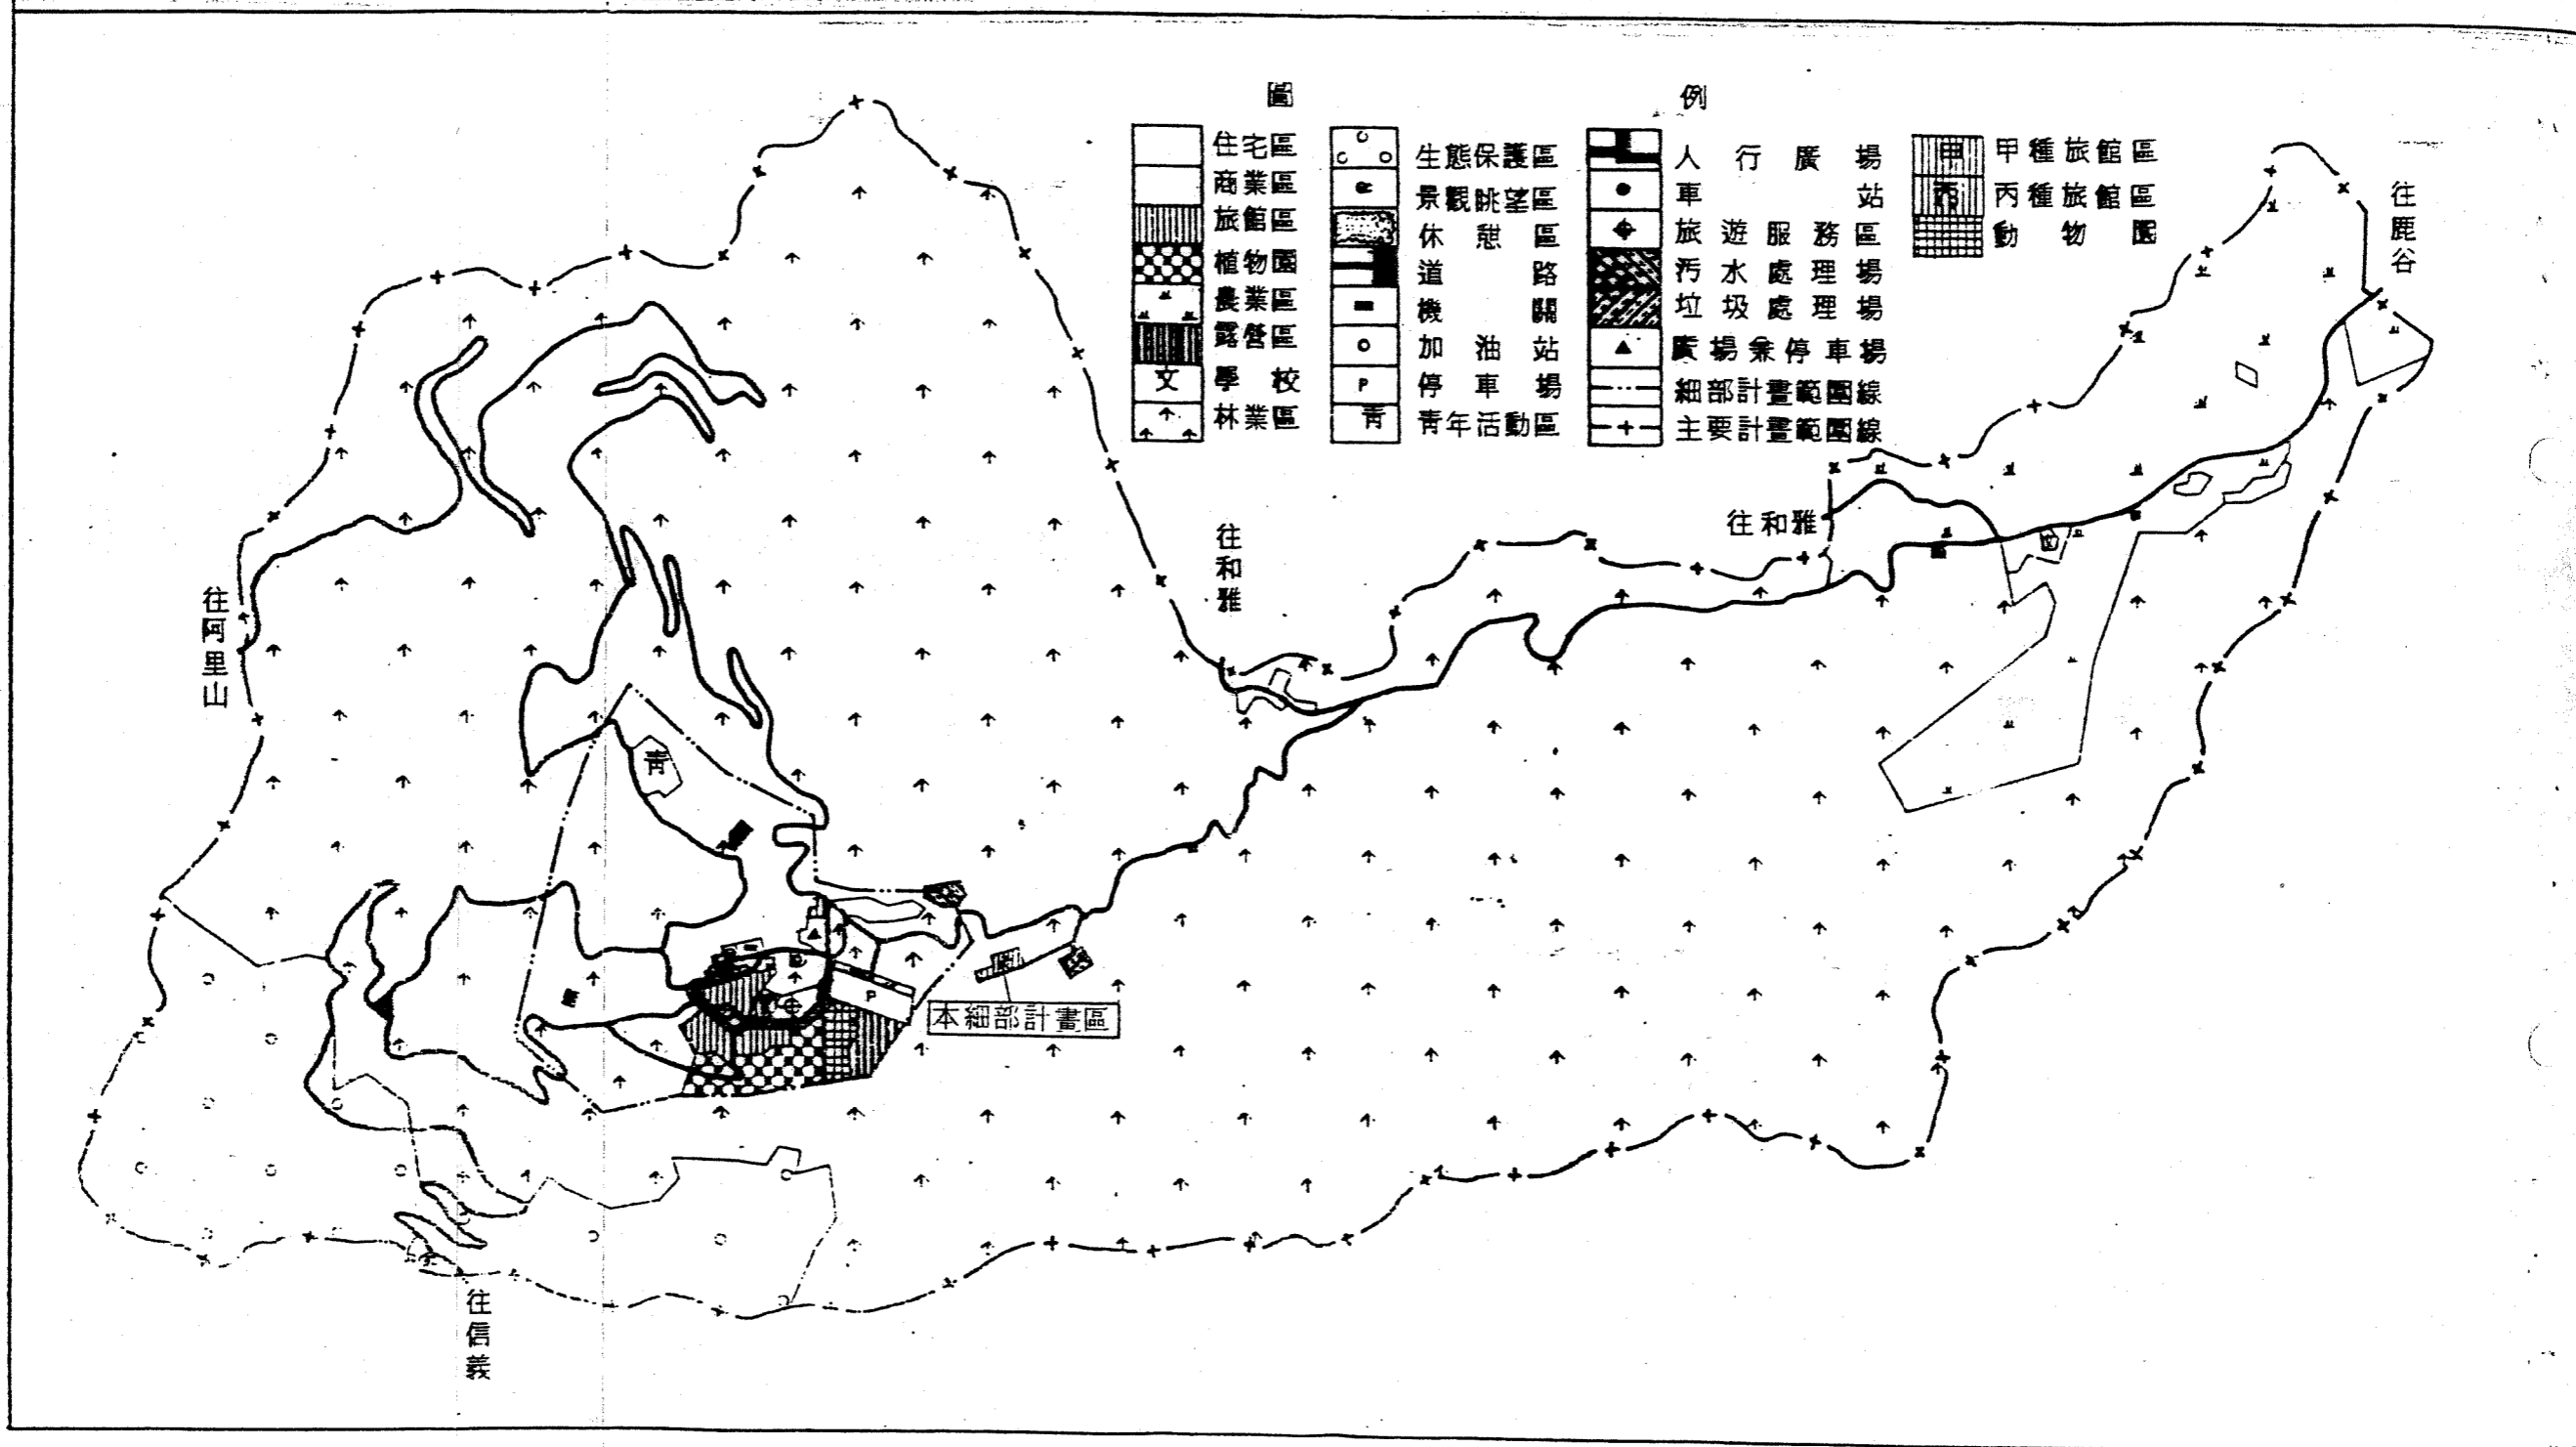 圖例
住宅區
商業區
旅館區
植物園
農業區
露營區
文 學校
林業區
生態保護區
景觀眺望區
休憩區
道路
機關
加油站
P 停車場
青 青年活動區
人行廣場
車站
旅遊服務區
污水處理場
垃圾處理場
廣場兼停車場
細部計畫範圍線
主要計畫範圍線
甲 甲種旅館區
丙 丙種旅館區
動物園
往鹿谷
往和雅
往和雅
往阿里山
青
P
本細部計畫區
往信義